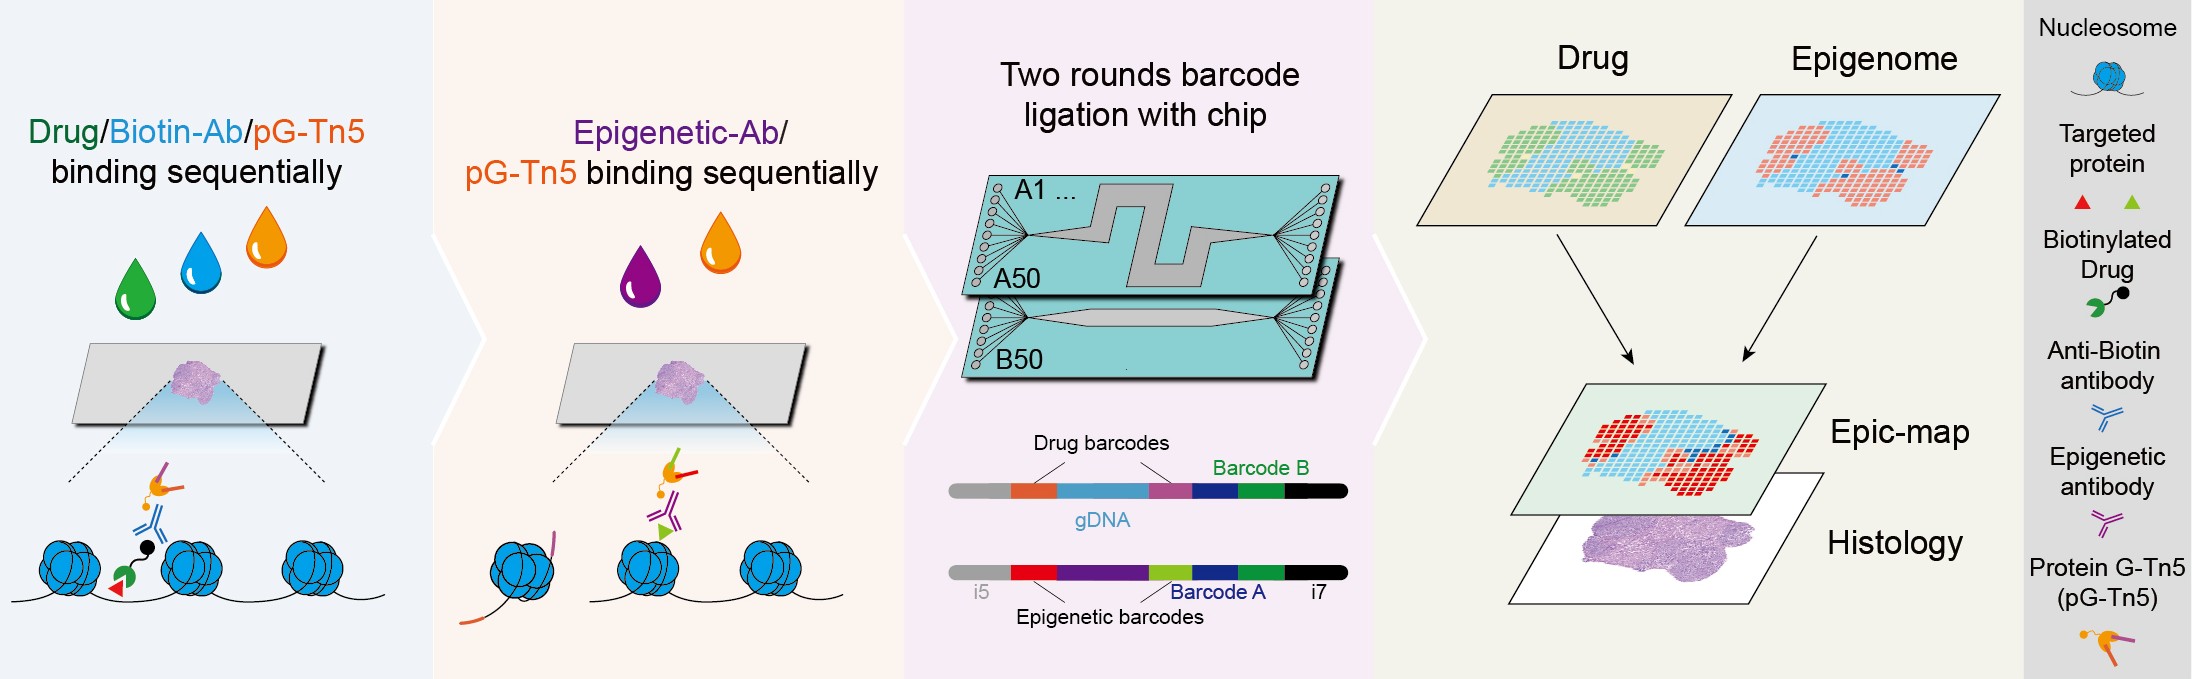 Drug/Biotin-Ab/pG-Tn5
binding sequentially
Epigenetic-Ab/
pG-Tn5 binding sequentially
Two rounds barcode
ligation with chip
A1 ...
A50
B50
Drug barcodes
Barcode B
gDNA
i5
Barcode A
i7
Epigenetic barcodes
Drug
Epigenome
Epic-map
Histology
Nucleosome
Targeted
protein
Biotinylated
Drug
Anti-Biotin
antibody
Epigenetic
antibody
Protein G-Tn5
(pG-Tn5)